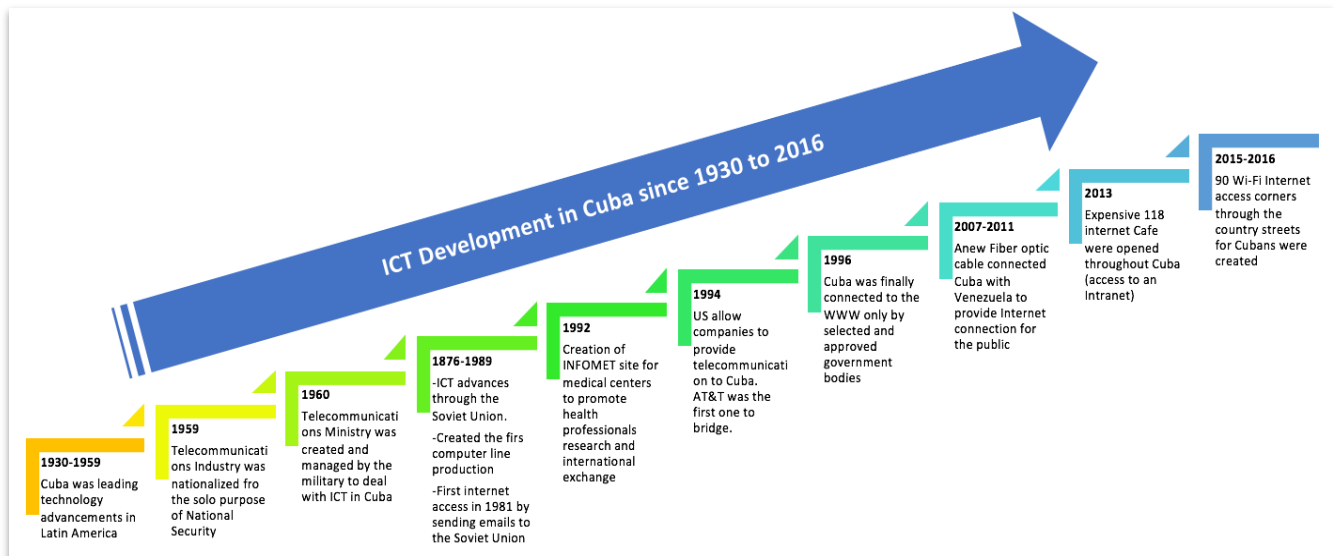 ICT Development in Cuba since 1930 to 2016
1930-1959
Cuba was leading
technology
advancements in
Latin America
1959
Telecommunicati
ons Industry was
nationalized fro
the solo purpose
of National
Security
1960
Telecommunicati
ons Ministry was
created and
managed by the
military to deal
with ICT in Cuba
1876-1989
-ICT advances
through the
Soviet Union.
-Created the firs
computer line
production
-First internet
access in 1981 by
sending emails to
the Soviet Union
1992
Creation of
INFOMET site for
medical centers
to promote
health
professionals
research and
international
exchange
1994
US allow
companies to
provide
telecommunicati
on to Cuba.
AT&T was the
first one to
bridge.
1996
Cuba was finally
connected to the
WWW only by
selected and
approved
government
bodies
2007-2011
Anew Fiber optic
cable connected
Cuba with
Venezuela to
provide Internet
connection for
the public
2013
Expensive 118
internet Cafe
were opened
throughout Cuba
(access to an
Intranet)
2015-2016
90 Wi-Fi Internet
access corners
through the
country streets
for Cubans were
created